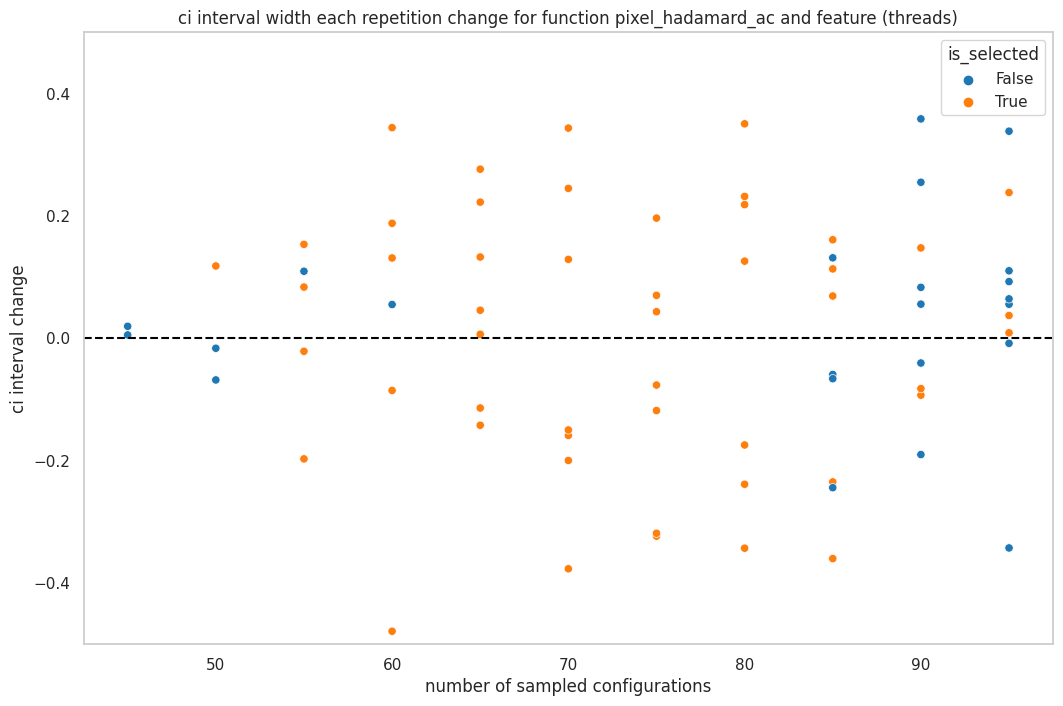 ci interval width each repetition change for function pixel_hadamard_ac and feature (threads)
is_selected
False
True
0.4
0.2
0.0
−0.2
−0.4
ci interval change
50
60
70
80
90
number of sampled configurations